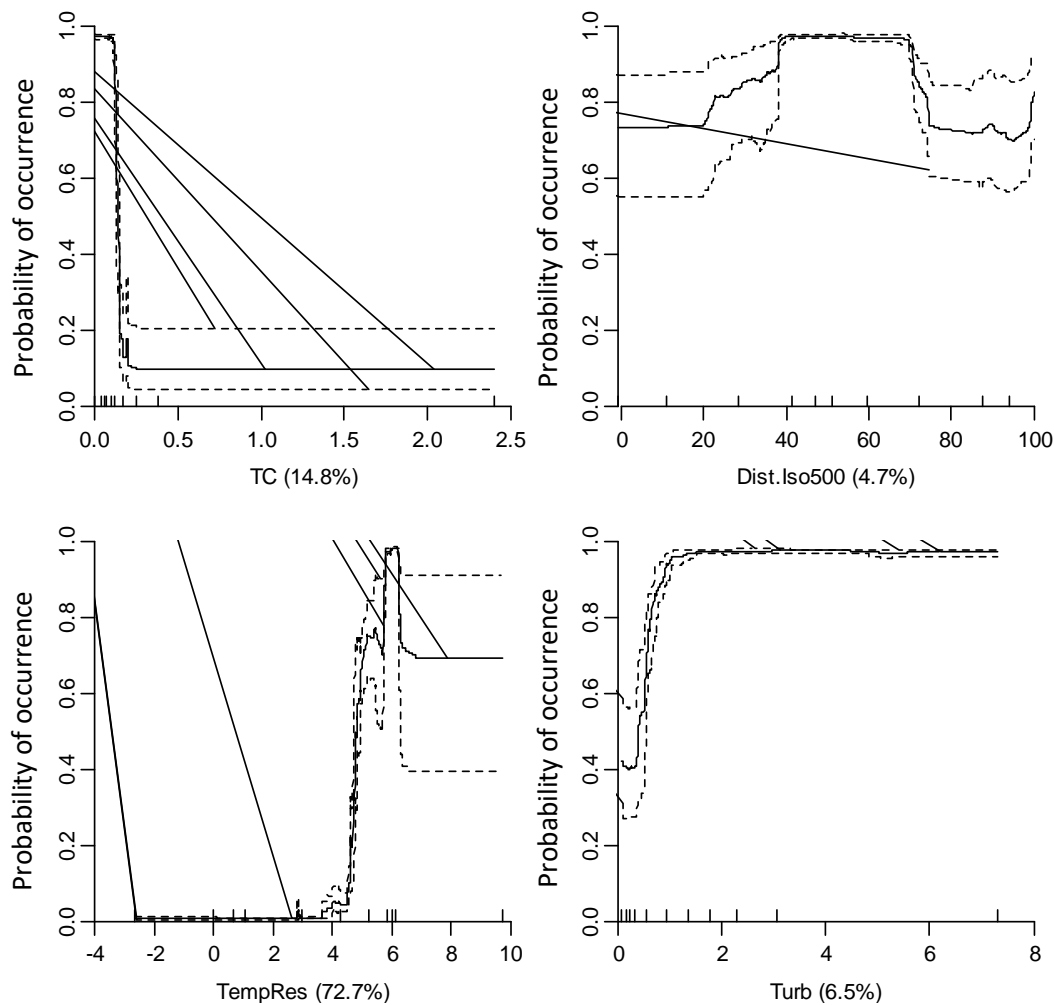 Probability of occurrence
1.0
0.8
0.6
0.4
0.2
0.0
0.0 0.5 1.0 1.5 2.0 2.5
TC (14.8%)
Probability of occurrence
1.0
0.8
0.6
0.4
0.2
0.0
0 20 40 60 80 100
Dist.Iso500 (4.7%)
Probability of occurrence
1.0
0.8
0.6
0.4
0.2
0.0
-4 -2 0 2 4 6 8 10
TempRes (72.7%)
Probability of occurrence
1.0
0.8
0.6
0.4
0.2
0.0
0 2 4 6 8
Turb (6.5%)